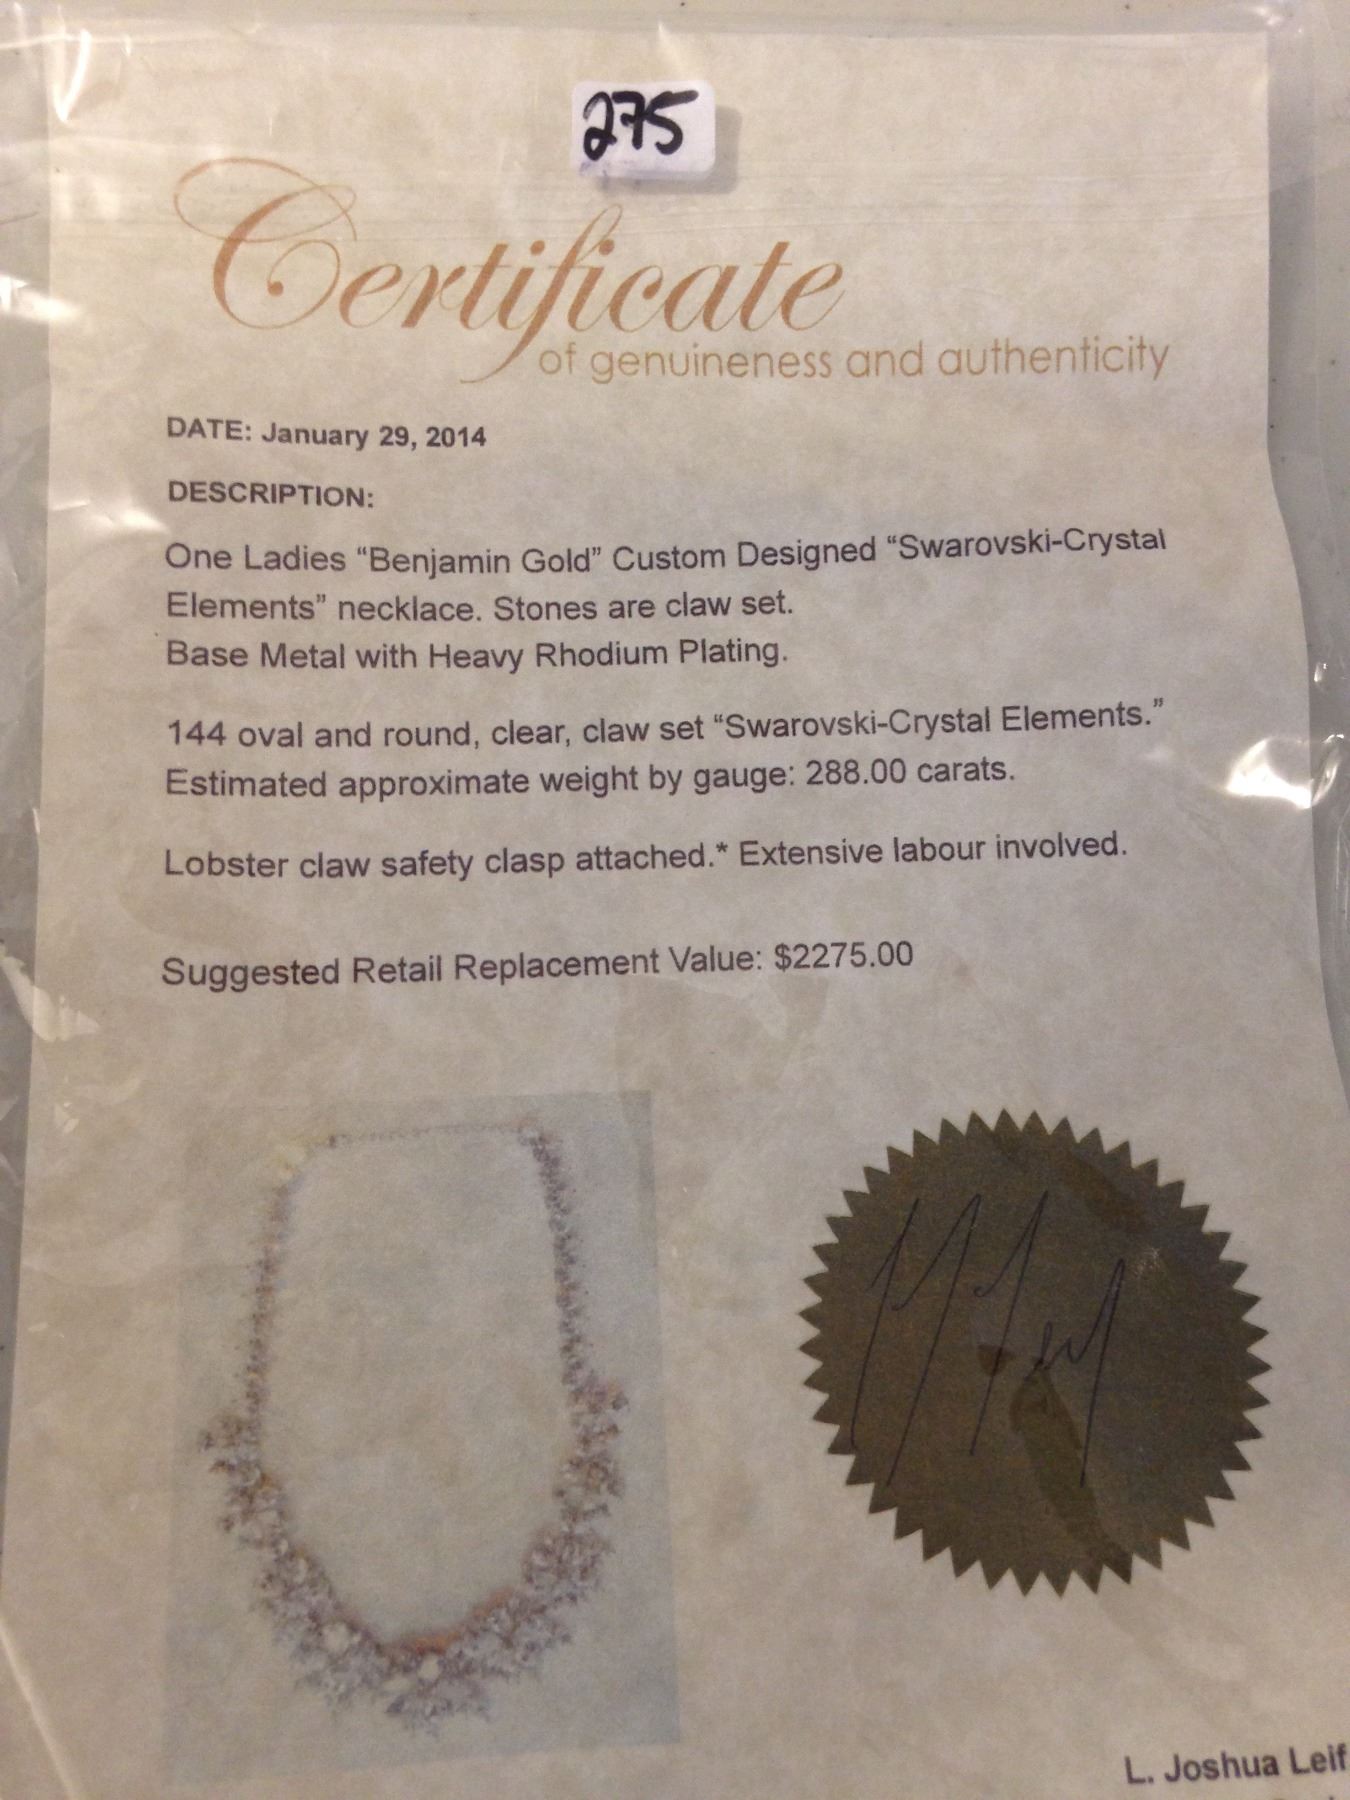 275
Certificate
of genuineness and authenticity
DATE: January 29, 2014
DESCRIPTION:
One Ladies “Benjamin Gold” Custom Designed “Swarovski-Crystal
Elements” necklace. Stones are claw set.
Base Metal with Heavy Rhodium Plating.
144 oval and round, clear, claw set “Swarovski-Crystal Elements.”
Estimated approximate weight by gauge: 288.00 carats.
Lobster claw safety clasp attached.* Extensive labour involved.
Suggested Retail Replacement Value: $2275.00
L. Joshua Leif